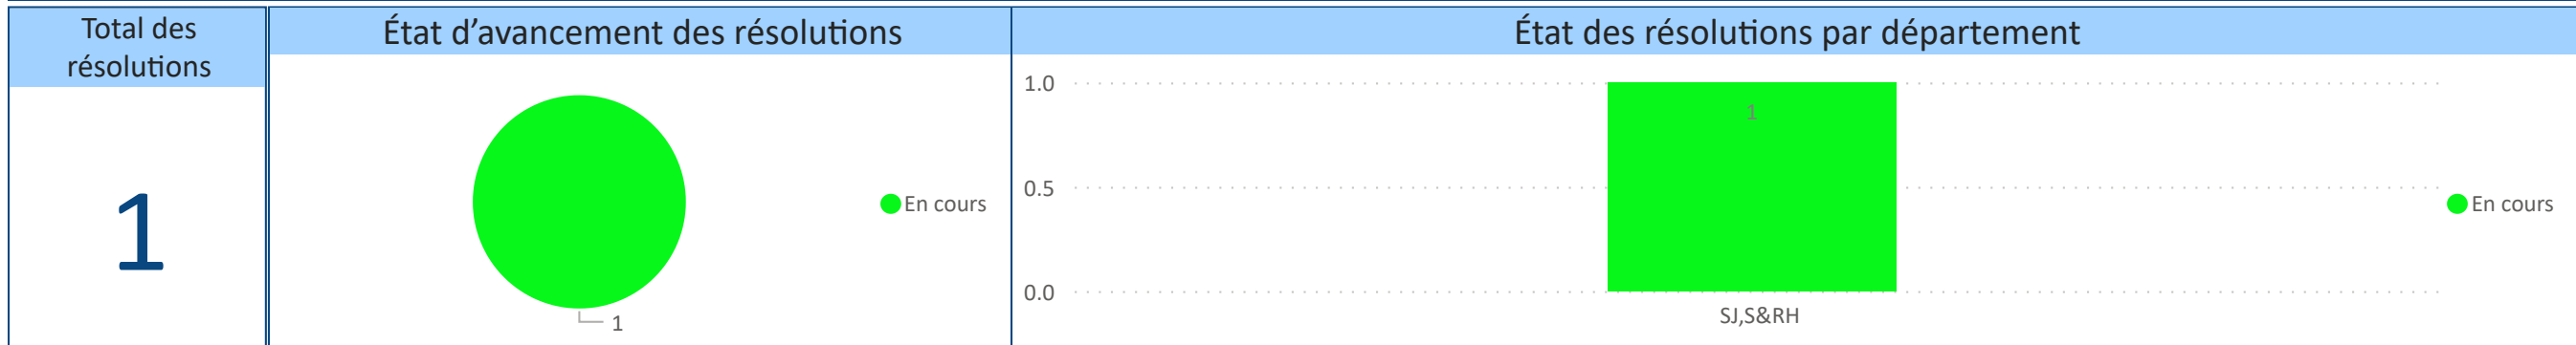 Total des
résolutions
1
État d’avancement des résolutions
1
En cours
État des résolutions par département
1.0
0.5
0.0
1
SJ,S&RH
En cours